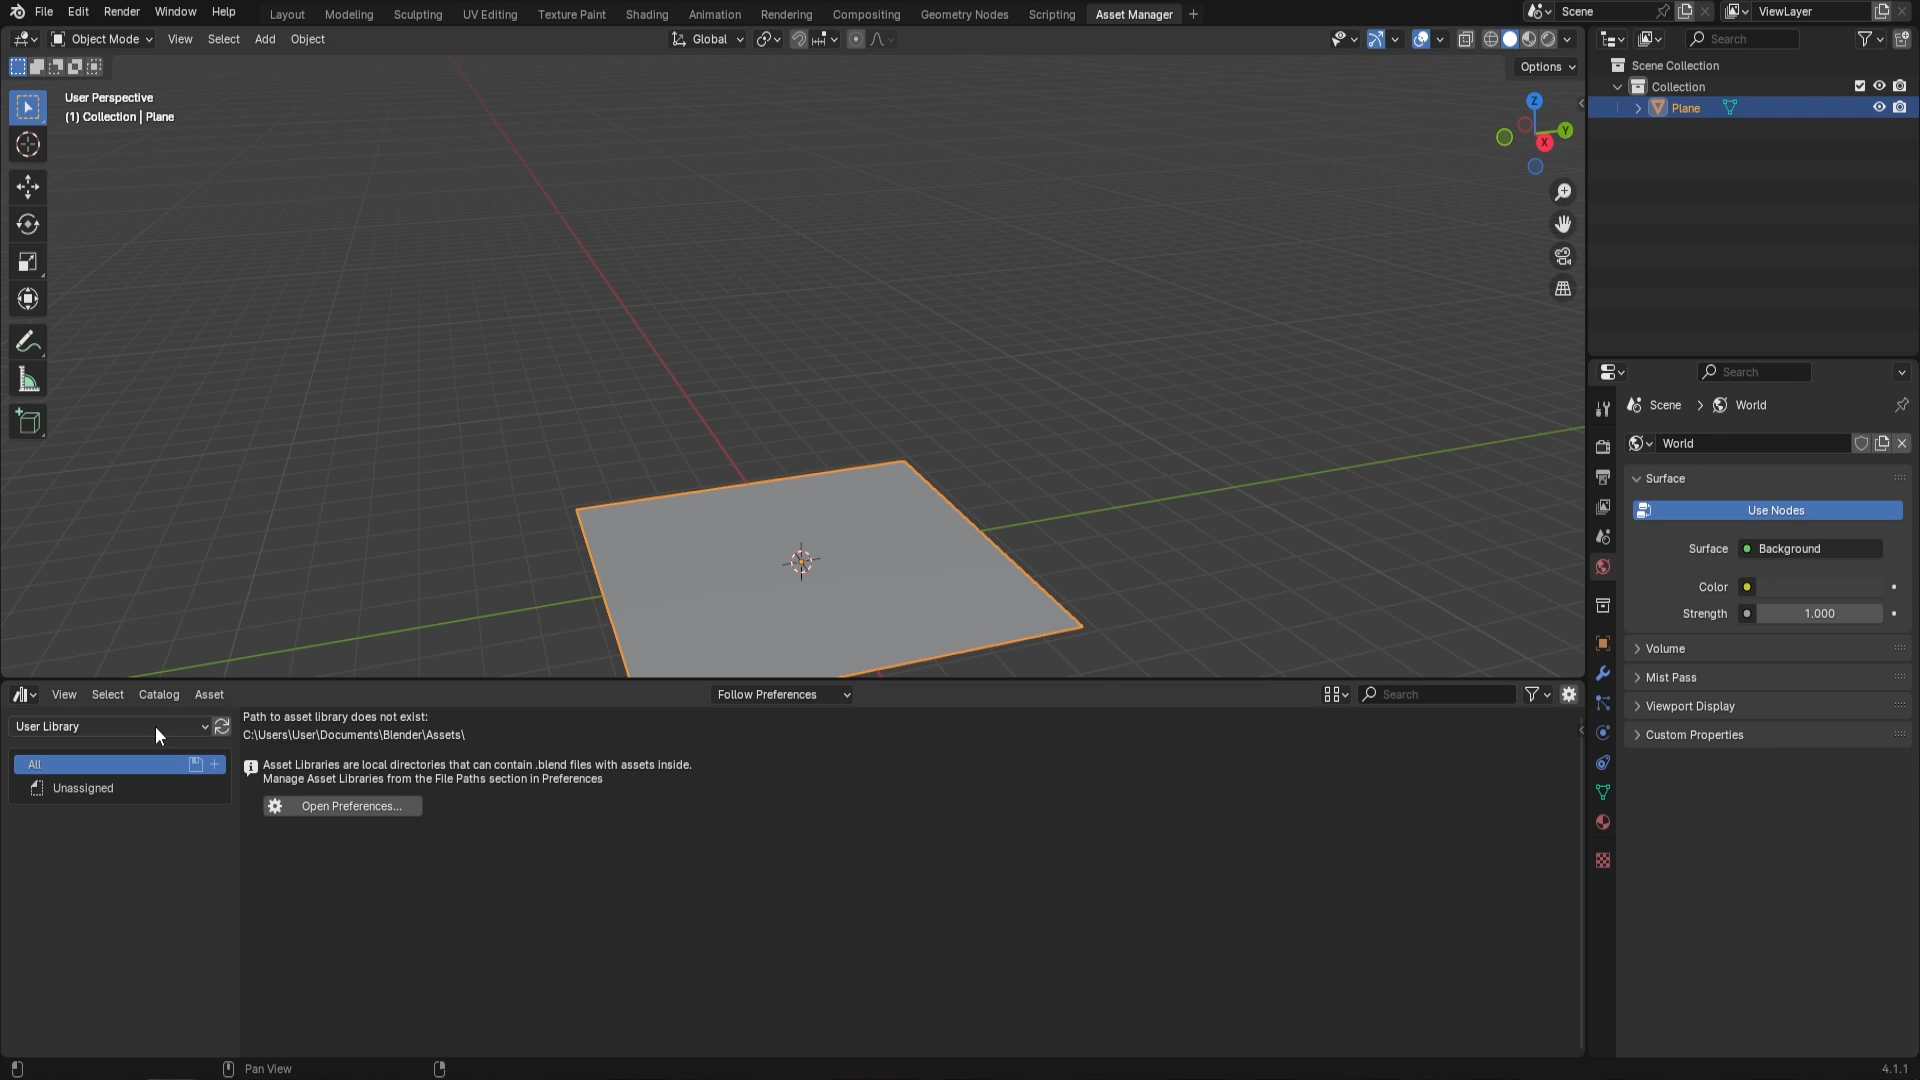 File Edit Render Window Help Layout Modeling Sculpting UV Editing Texture Paint Shading Animation Rendering Compositing Geometry Nodes Scripting Asset Manager + Scene ViewLayer
Object Mode View Select Add Object Global Search
Options
User Perspective
(1) Collection | Plane
Z
Y
X
Scene Collection
Collection
Plane
Search
Scene > World
World
Surface
Use Nodes
Surface Background
Color
Strength 1.000
Volume
Mist Pass
Viewport Display
Custom Properties
View Select Catalog Asset Follow Preferences Search
User Library
All
Unassigned
Path to asset library does not exist:
C:\Users\User\Documents\Blender\Assets\
Asset Libraries are local directories that can contain .blend files with assets inside.
Manage Asset Libraries from the File Paths section in Preferences
Open Preferences...
Pan View 4.1.1